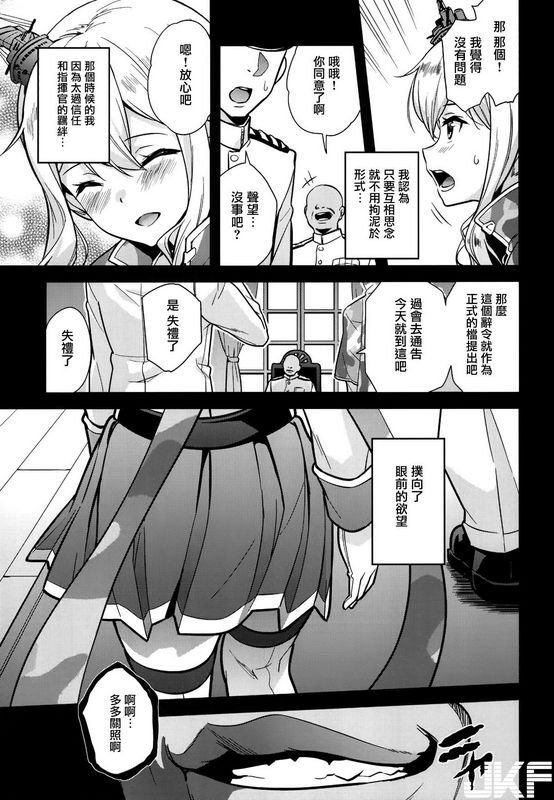 那那個！
我覺得
沒有問題
哦哦！
你同意了啊
我認為
只要互相思念
就不用拘泥於
形式…
嗯！放心吧
聲望…
沒事吧？
那個時候的我
因為太過信任
和指揮官的羈絆…
那麼
這個辭令就作為
正式的檔提出吧
過會去通告
今天就到這吧
是 失禮了
失禮了
撲向了
眼前的欲望
啊啊…
多多關照啊
ニヤ
UKF